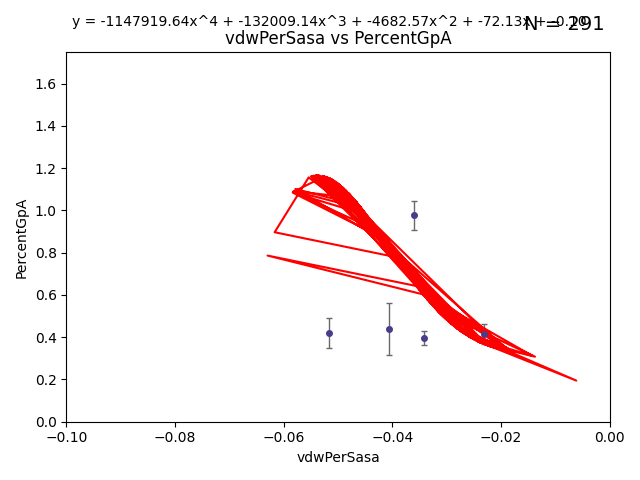 y = -1147919.64x^4 + -132009.14x^3 + -4682.57x^2 + -72.13x + -0.10
N = 291
vdwPerSasa vs PercentGpA
1.6
1.4
1.2
1.0
0.8
0.6
0.4
0.2
0.0
PercentGpA
−0.10 −0.08 −0.06 −0.04 −0.02 0.00
vdwPerSasa